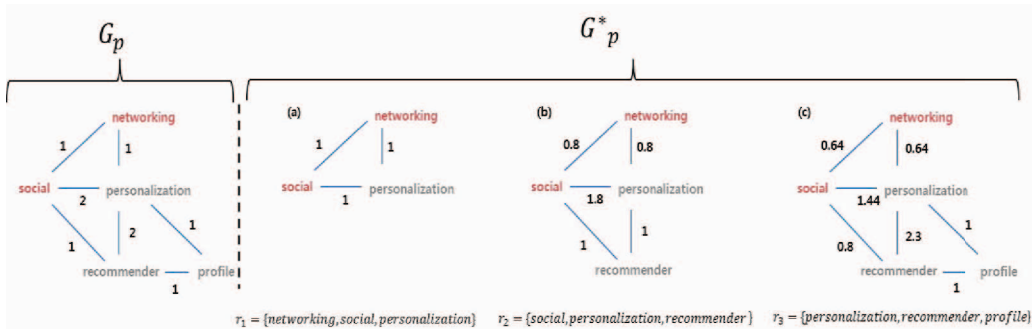 G_p
G*_p
(a)
(b)
(c)
networking
networking
networking
networking
1
1
1
1
0.8
0.8
0.64
0.64
social
personalization
social
personalization
social
personalization
social
personalization
2
1
1.8
1.44
1
2
1
1
1
0.8
2.3
1
recommender
profile
recommender
recommender
profile
1
1
r₁ = {networking,social,personalization}
r₂ = {social,personalization,recommender}
r₃ = {personalization,recommender,profile}